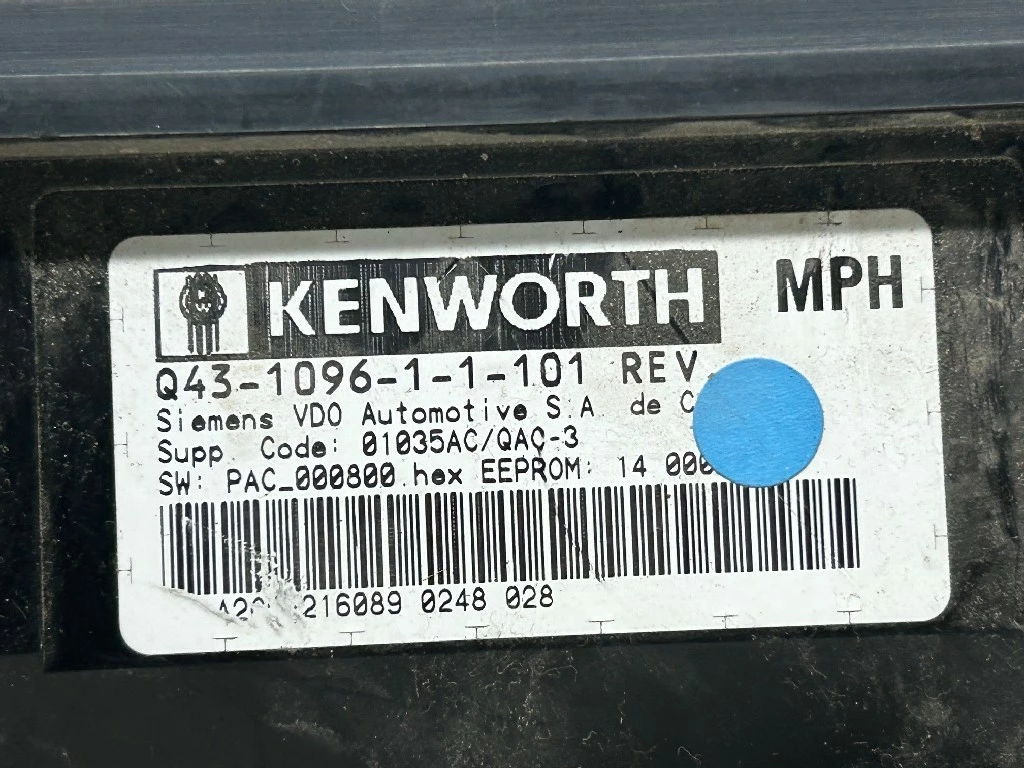 KENWORTH MPH
Q43-1096-1-1-101 REV
Siemens VDO Automotive S.A. de
Supp. Code: 01035AC/QAC-3
SW: PAC_000800.hex EEPROM: 14
216089 0248 028